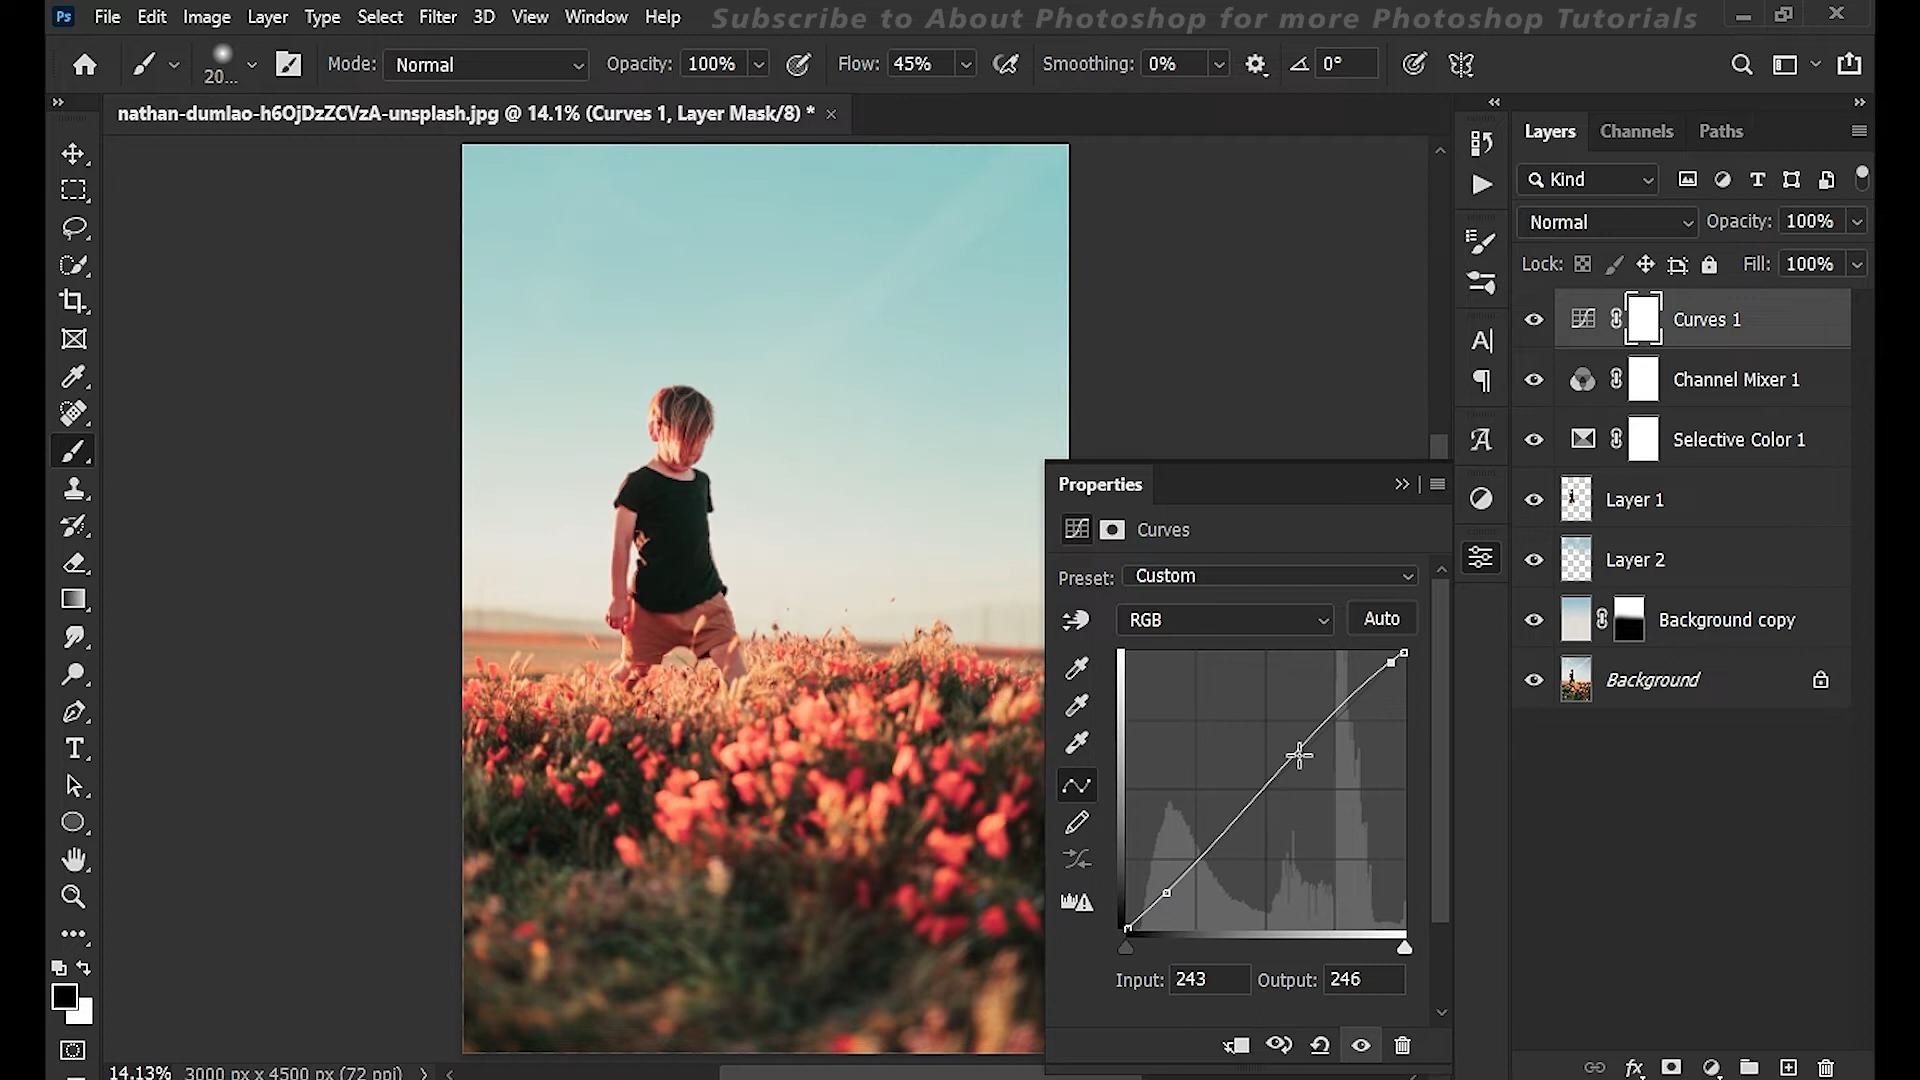 Ps File Edit Image Layer Type Select Filter 3D View Window Help
Subscribe to About Photoshop for more Photoshop Tutorials
20... Mode: Normal Opacity: 100% Flow: 45% Smoothing: 0% 0°
nathan-dumlao-h6OjDzZCVzA-unsplash.jpg @ 14.1% (Curves 1, Layer Mask/8) *
Layers Channels Paths
Kind
Normal Opacity: 100%
Lock: Fill: 100%
Curves 1
Channel Mixer 1
Selective Color 1
Layer 1
Layer 2
Background copy
Background
Properties
Curves
Preset: Custom
RGB Auto
Input: 243 Output: 246
14.13% 3000 px x 4500 px (72 ppi)